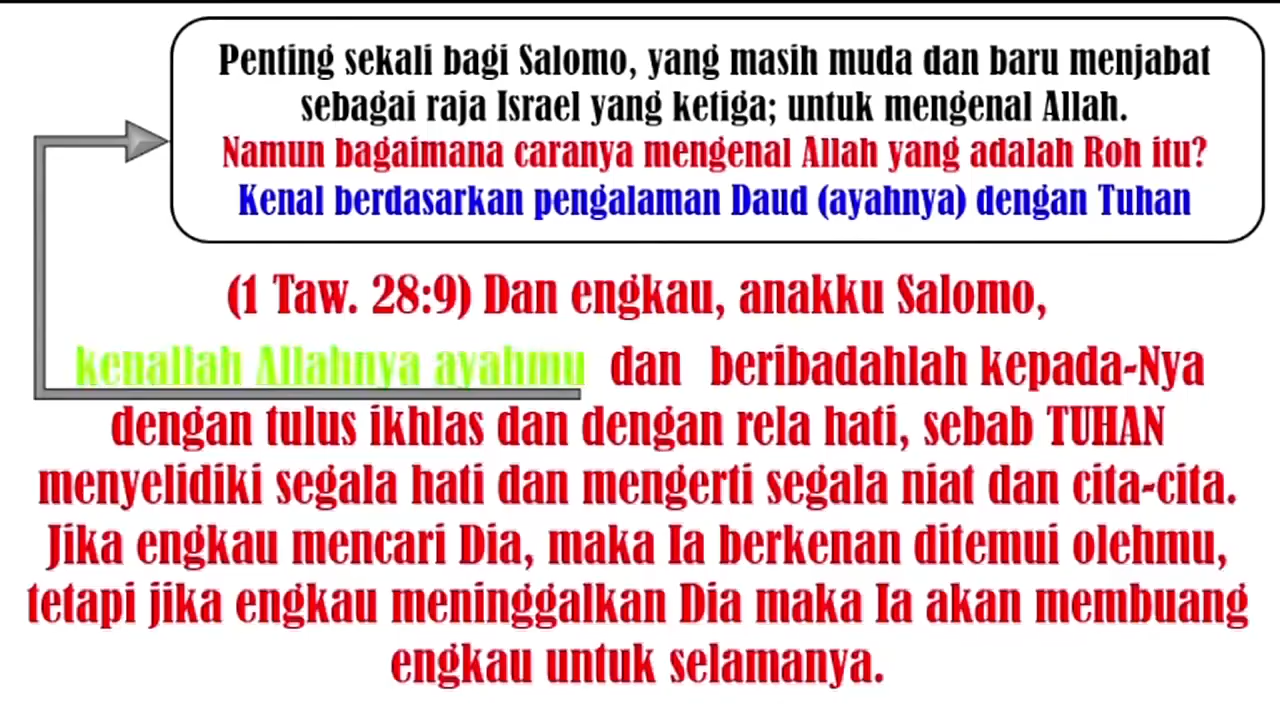 Penting sekali bagi Salomo, yang masih muda dan baru menjabat
sebagai raja Israel yang ketiga; untuk mengenal Allah.
Namun bagaimana caranya mengenal Allah yang adalah Roh itu?
Kenal berdasarkan pengalaman Daud (ayahnya) dengan Tuhan
(1 Taw. 28:9) Dan engkau, anakku Salomo,
kenallah Allahnya ayahmu dan beribadahlah kepada-Nya
dengan tulus ikhlas dan dengan rela hati, sebab TUHAN
menyelidiki segala hati dan mengerti segala niat dan cita-cita.
Jika engkau mencari Dia, maka Ia berkenan ditemui olehmu,
tetapi jika engkau meninggalkan Dia maka Ia akan membuang
engkau untuk selamanya.